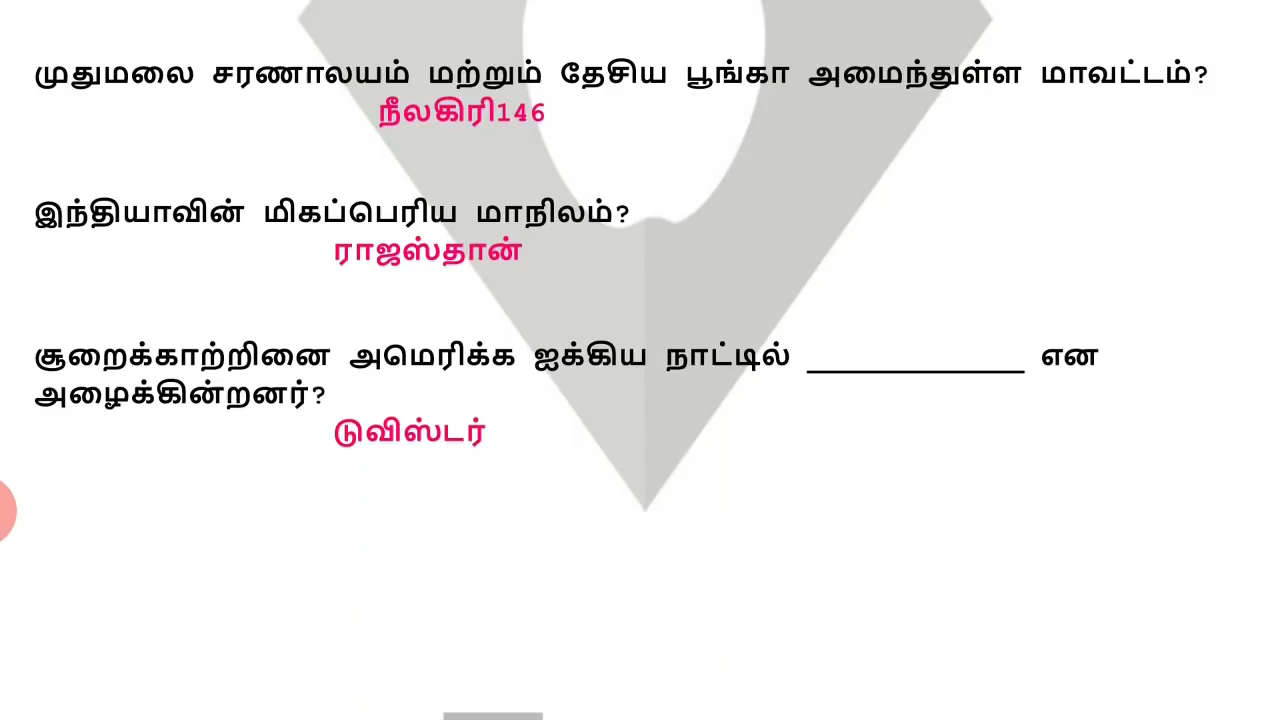 முதுமலை சரணாலயம் மற்றும் தேசிய பூங்கா அமைந்துள்ள மாவட்டம்?
நீலகிரி146
இந்தியாவின் மிகப்பெரிய மாநிலம்?
ராஜஸ்தான்
சூறைக்காற்றினை அமெரிக்க ஐக்கிய நாட்டில் ______________ என
அழைக்கின்றனர்?
டுவிஸ்டர்